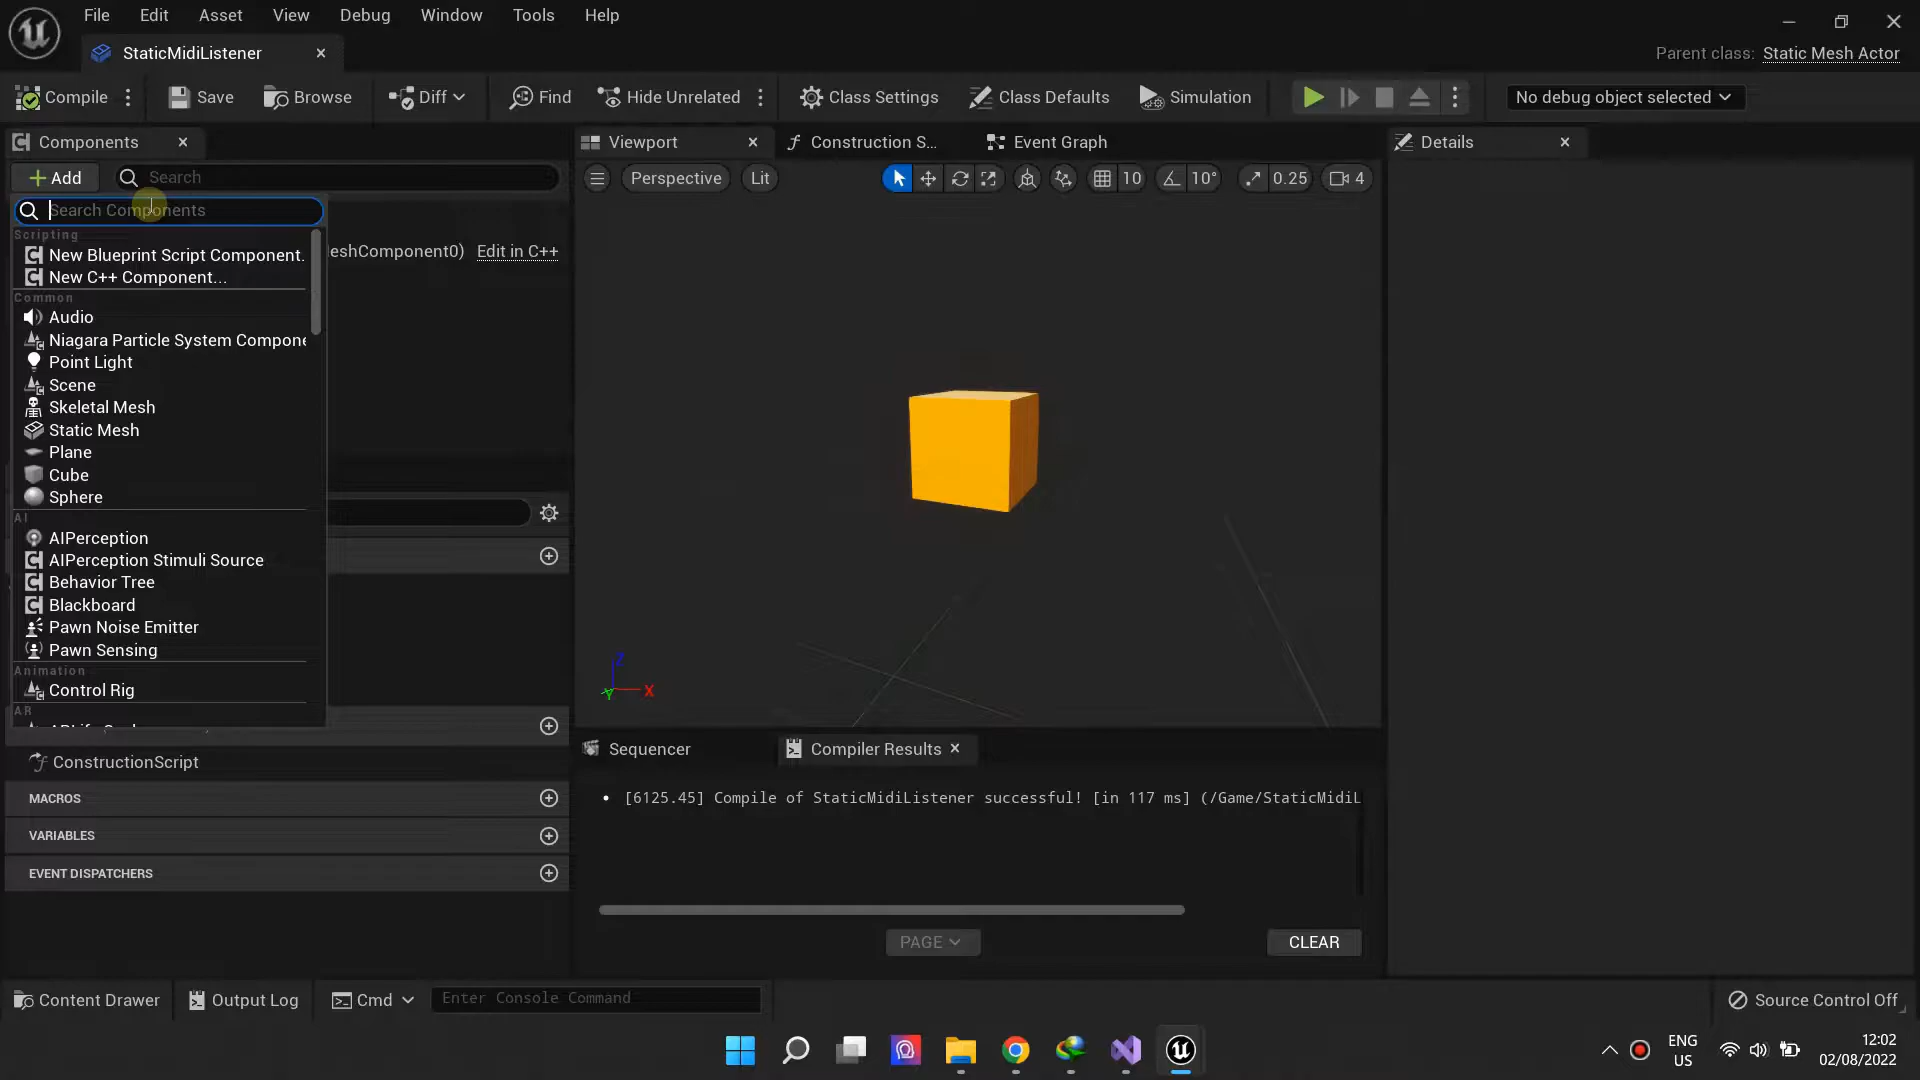 File Edit Asset View Debug Window Tools Help
StaticMidiListener
Parent class: Static Mesh Actor
Compile Save Browse Diff Find Hide Unrelated Class Settings Class Defaults Simulation No debug object selected
Components Viewport Construction S... Event Graph Details
Add Search Perspective Lit 10 10° 0.25 4
Search Components
Scripting
New Blueprint Script Component.
eshComponent0) Edit in C++
New C++ Component...
Common
Audio
Niagara Particle System Compone
Point Light
Scene
Skeletal Mesh
Static Mesh
Plane
Cube
Sphere
AI
AIPerception
AIPerception Stimuli Source
Behavior Tree
Blackboard
Pawn Noise Emitter
Pawn Sensing
Animation
Control Rig
AR
Z
Y X
ConstructionScript
MACROS
VARIABLES
EVENT DISPATCHERS
Sequencer Compiler Results
• [6125.45] Compile of StaticMidiListener successful! [in 117 ms] (/Game/StaticMidiL
PAGE CLEAR
Content Drawer Output Log Cmd Enter Console Command Source Control Off
ENG
US
12:02
02/08/2022